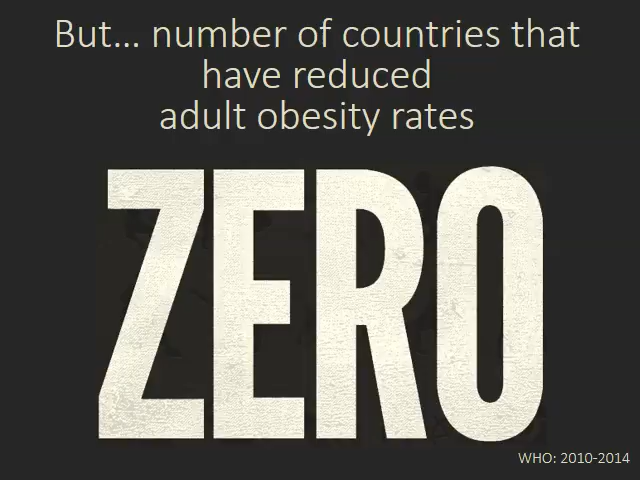 But... number of countries that
have reduced
adult obesity rates
ZERO
WHO: 2010-2014